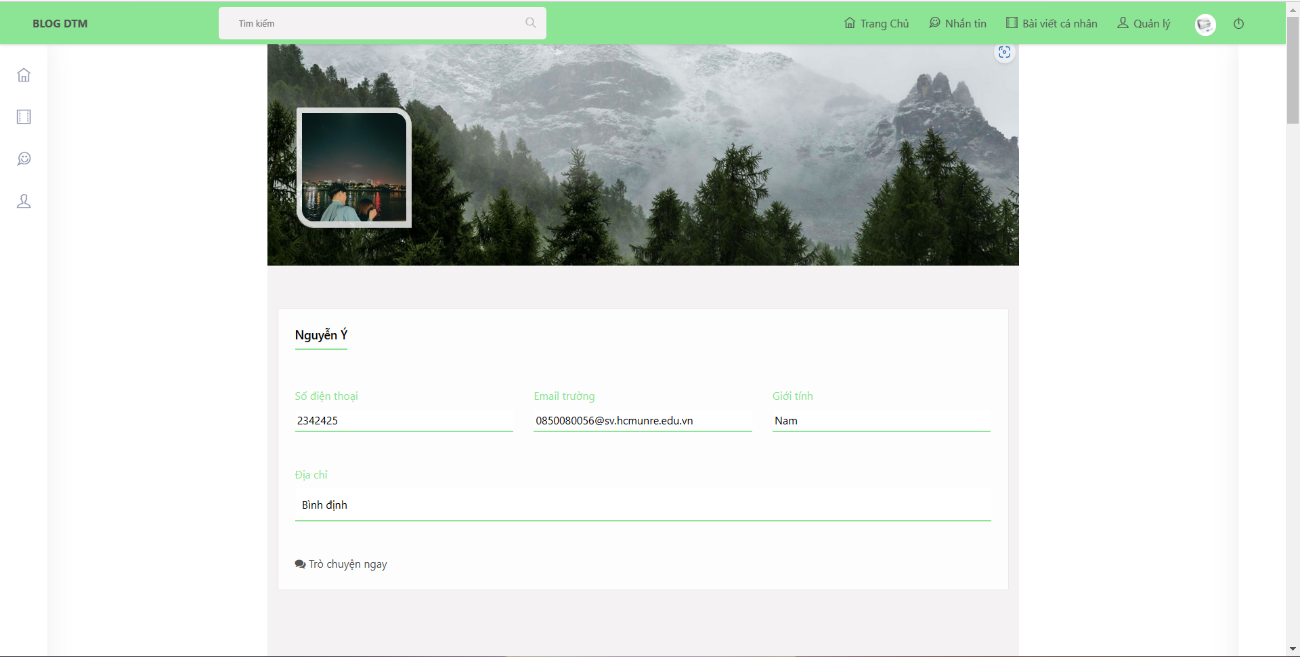 BLOG DTM
Tìm kiếm
Trang Chủ
Nhắn tin
Bài viết cá nhân
Quản lý
Nguyễn Ý
Số điện thoại
Email trường
Giới tính
2342425
0850080056@sv.hcmunre.edu.vn
Nam
Địa chỉ
Bình định
Trò chuyện ngay